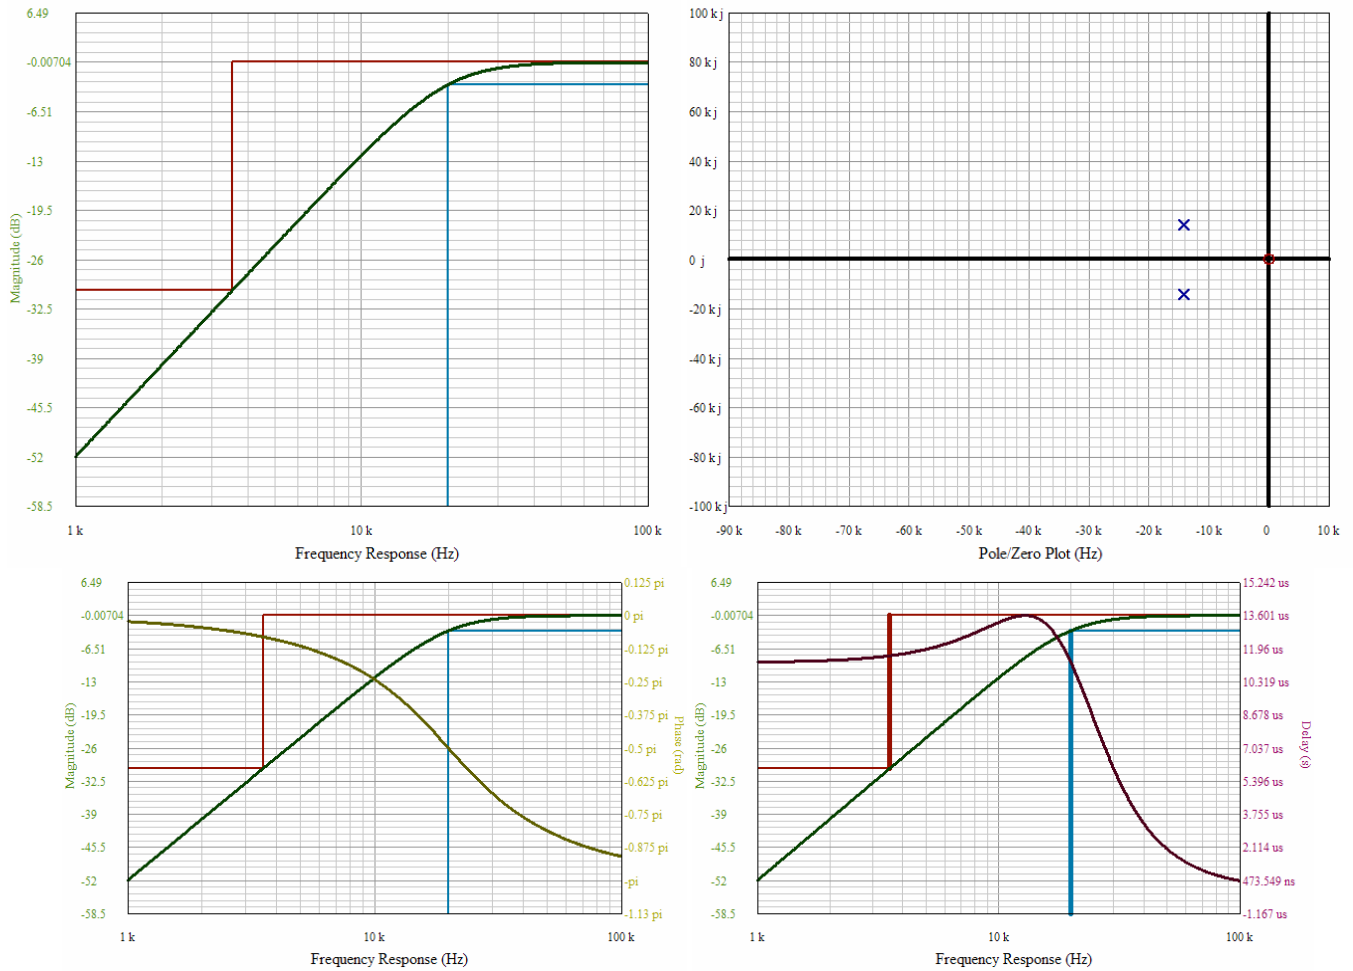 6.49
-0.00704
-6.51
-13
-19.5
-26
-32.5
-39
-45.5
-52
-58.5
Magnitude (dB)
1 k 10 k 100 k
Frequency Response (Hz)
100 k j
80 k j
60 k j
40 k j
20 k j
0 j
-20 k j
-40 k j
-60 k j
-80 k j
-100 k j
-90 k -80 k -70 k -60 k -50 k -40 k -30 k -20 k -10 k 0 10 k
Pole/Zero Plot (Hz)
6.49
-0.00704
-6.51
-13
-19.5
-26
-32.5
-39
-45.5
-52
-58.5
Magnitude (dB)
0.125 pi
0 pi
-0.125 pi
-0.25 pi
-0.375 pi
-0.5 pi
-0.625 pi
-0.75 pi
-0.875 pi
-pi
-1.13 pi
Phase (rad)
1 k 10 k 100 k
Frequency Response (Hz)
6.49
-0.00704
-6.51
-13
-19.5
-26
-32.5
-39
-45.5
-52
-58.5
Magnitude (dB)
15.242 us
13.601 us
11.96 us
10.319 us
8.678 us
7.037 us
5.396 us
3.755 us
2.114 us
473.549 ns
-1.167 us
Delay (s)
1 k 10 k 100 k
Frequency Response (Hz)